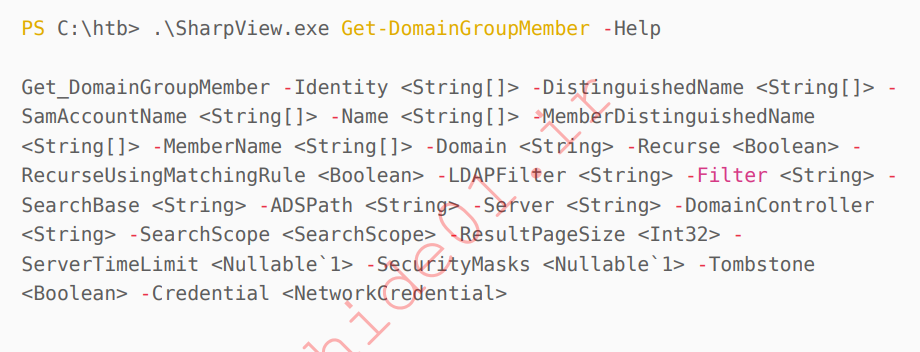 PS C:\htb> .\SharpView.exe Get-DomainGroupMember -Help
Get_DomainGroupMember -Identity <String[]> -DistinguishedName <String[]> -
SamAccountName <String[]> -Name <String[]> -MemberDistinguishedName
<String[]> -MemberName <String[]> -Domain <String> -Recurse <Boolean> -
RecurseUsingMatchingRule <Boolean> -LDAPFilter <String> -Filter <String> -
SearchBase <String> -ADSPath <String> -Server <String> -DomainController
<String> -SearchScope <SearchScope> -ResultPageSize <Int32> -
ServerTimeLimit <Nullable`1> -SecurityMasks <Nullable`1> -Tombstone
<Boolean> -Credential <NetworkCredential>
hide01.ir